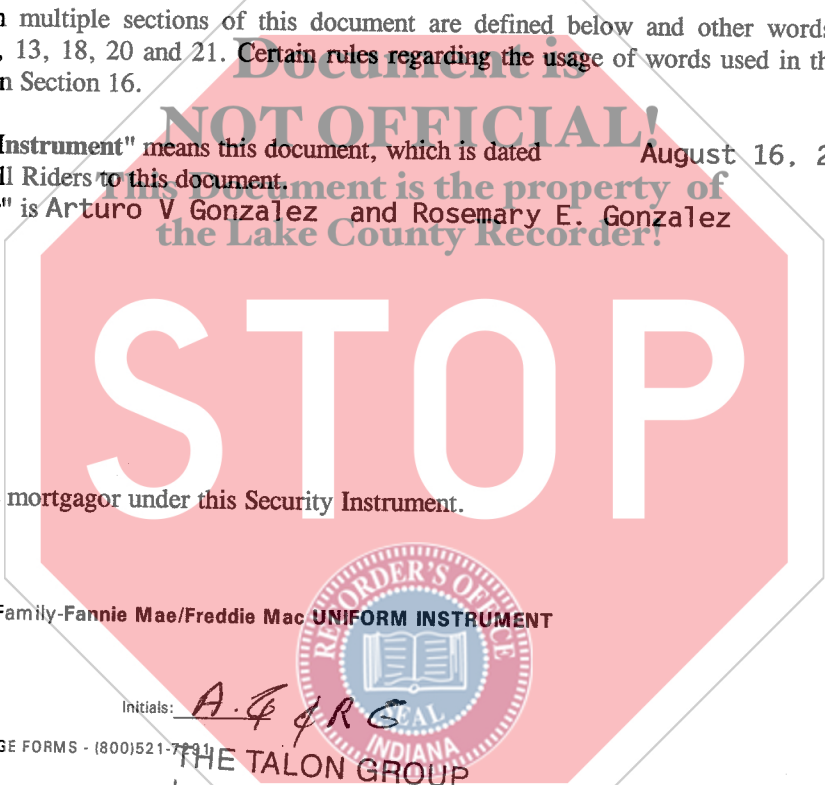 multiple sections of this document are defined below and other words
, 13, 18, 20 and 21. Certain rules regarding the usage of words used in th
n Section 16.
Document is
NOT OFFICIAL!
This Document is the property of
the Lake County Recorder!
Instrument" means this document, which is dated August 16, 2
ll Riders to this document.
" is Arturo V Gonzalez and Rosemary E. Gonzalez
STOP
mortgagor under this Security Instrument.
Family-Fannie Mae/Freddie Mac UNIFORM INSTRUMENT
RECORDER'S OFFICE
SEAL
INDIANA
Initials: A.G & R G
GE FORMS - (800)521-7291
THE TALON GROUP